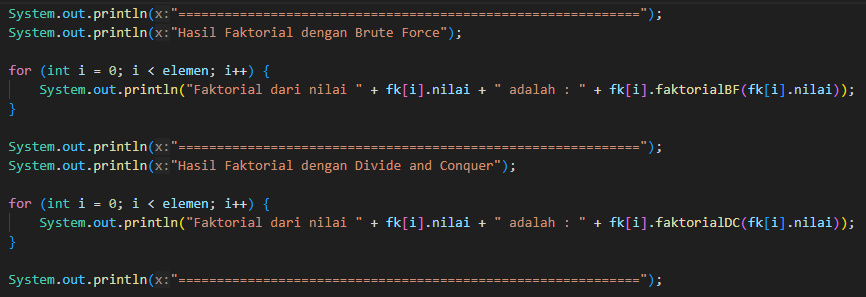 System.out.println(x:"============================================================");
System.out.println(x:"Hasil Faktorial dengan Brute Force");
for (int i = 0; i < elemen; i++) {
System.out.println("Faktorial dari nilai " + fk[i].nilai + " adalah : " + fk[i].faktorialBF(fk[i].nilai));
}
System.out.println(x:"============================================================");
System.out.println(x:"Hasil Faktorial dengan Divide and Conquer");
for (int i = 0; i < elemen; i++) {
System.out.println("Faktorial dari nilai " + fk[i].nilai + " adalah : " + fk[i].faktorialDC(fk[i].nilai));
}
System.out.println(x:"============================================================");